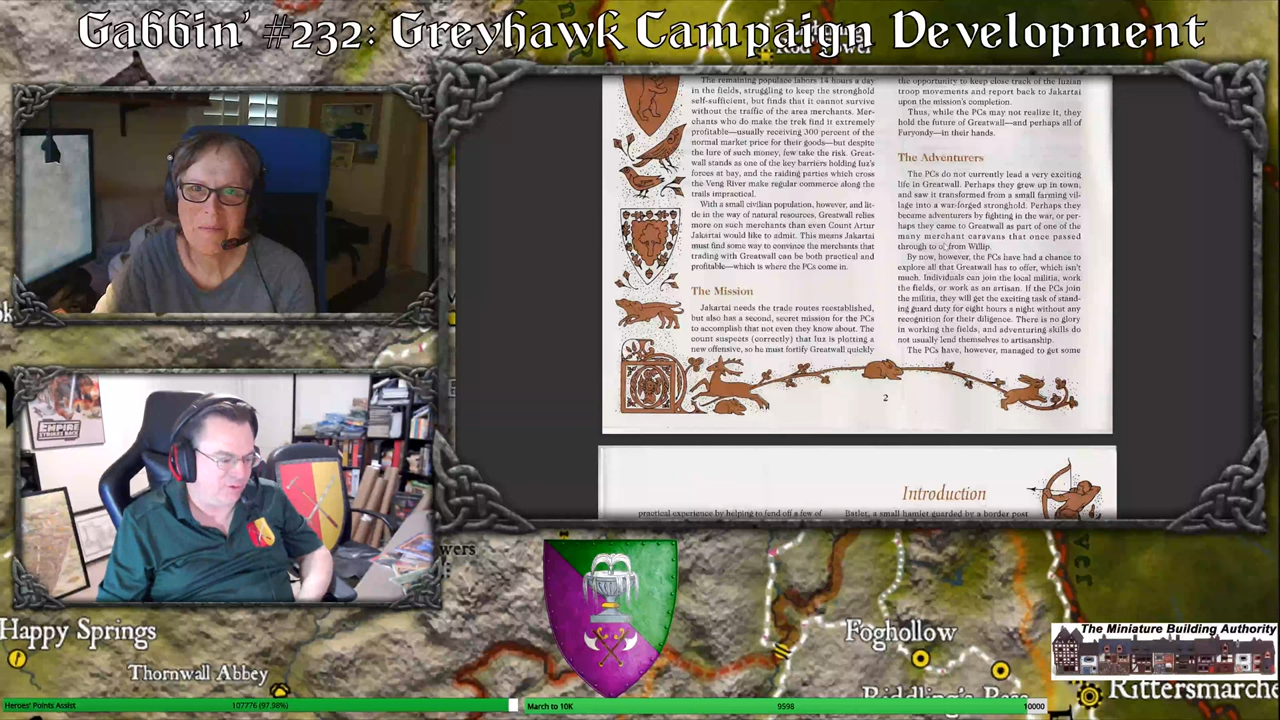 Gabbin' #232: Greyhawk Campaign Development
The remaining populace labors 14 hours a day
in the fields, struggling to keep the stronghold
self-sufficient, but finds that it cannot survive
without the traffic of the area merchants. Mer-
chants who do make the trek find it extremely
profitable—usually receiving 300 percent of the
normal market price for their goods—but despite
the lure of such money, few take the risk. Great-
wall stands as one of the key barriers holding Iuz's
forces at bay, and the raiding parties which cross
the Veng River make regular commerce along the
trails impractical.
With a small civilian population, however, and lit-
tle in the way of natural resources, Greatwall relies
more on such merchants than even Count Artur
Jakartai would like to admit. This means Jakartai
must find some way to convince the merchants that
trading with Greatwall can be both practical and
profitable—which is where the PCs come in.
The Mission
Jakartai needs the trade routes reestablished,
but also has a second, secret mission for the PCs
to accomplish that not even they know about. The
count suspects (correctly) that Iuz is plotting a
new offensive, so he must fortify Greatwall quickly
the opportunity to keep close track of the Iuzian
troop movements and report back to Jakartai
upon the mission's completion.
Thus, while the PCs may not realize it, they
hold the future of Greatwall—and perhaps all of
Furyondy—in their hands.
The Adventurers
The PCs do not currently lead a very exciting
life in Greatwall. Perhaps they grew up in town,
and saw it transformed from a small farming vil-
lage into a war-forged stronghold. Perhaps they
became adventurers by fighting in the war, or per-
haps they came to Greatwall as part of one of the
many merchant caravans that once passed
through to or from Willip.
By now, however, the PCs have had a chance to
explore all that Greatwall has to offer, which isn't
much. Individuals can join the local militia, work
the fields, or work as an artisan. If the PCs join
the militia, they will get the exciting task of stand-
ing guard duty for eight hours a night without any
recognition for their diligence. There is no glory
in working the fields, and adventuring skills do
not usually lend themselves to artisanship.
The PCs have, however, managed to get some
2
Introduction
practical experience by helping to fend off a few of
Batler, a small hamlet guarded by a border post
EMPIRE
STRIKES
BACK
wers
Happy Springs
Thornwall Abbey
Foghollow
The Miniature Building Authority
Rittersmarche
Heroes' Points Assist
107776 (97.98%)
March to 10K
9598
10000